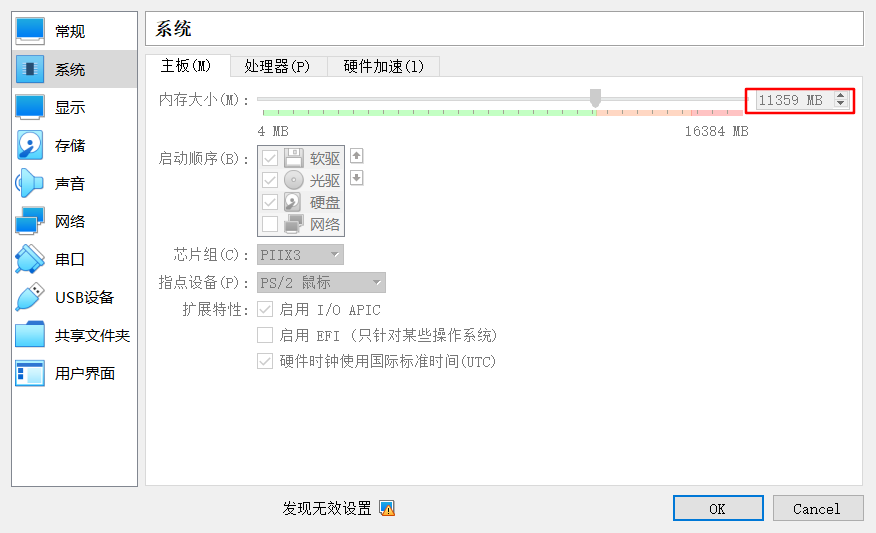 常规
系统
显示
存储
声音
网络
串口
USB设备
共享文件夹
用户界面
系统
主板(M) 处理器(P) 硬件加速(l)
内存大小(M): 11359 MB
4 MB 16384 MB
启动顺序(B): 软驱
光驱
硬盘
网络
芯片组(C): PIIX3
指点设备(P): PS/2 鼠标
扩展特性: 启用 I/O APIC
启用 EFI (只针对某些操作系统)
硬件时钟使用国际标准时间(UTC)
发现无效设置 OK Cancel